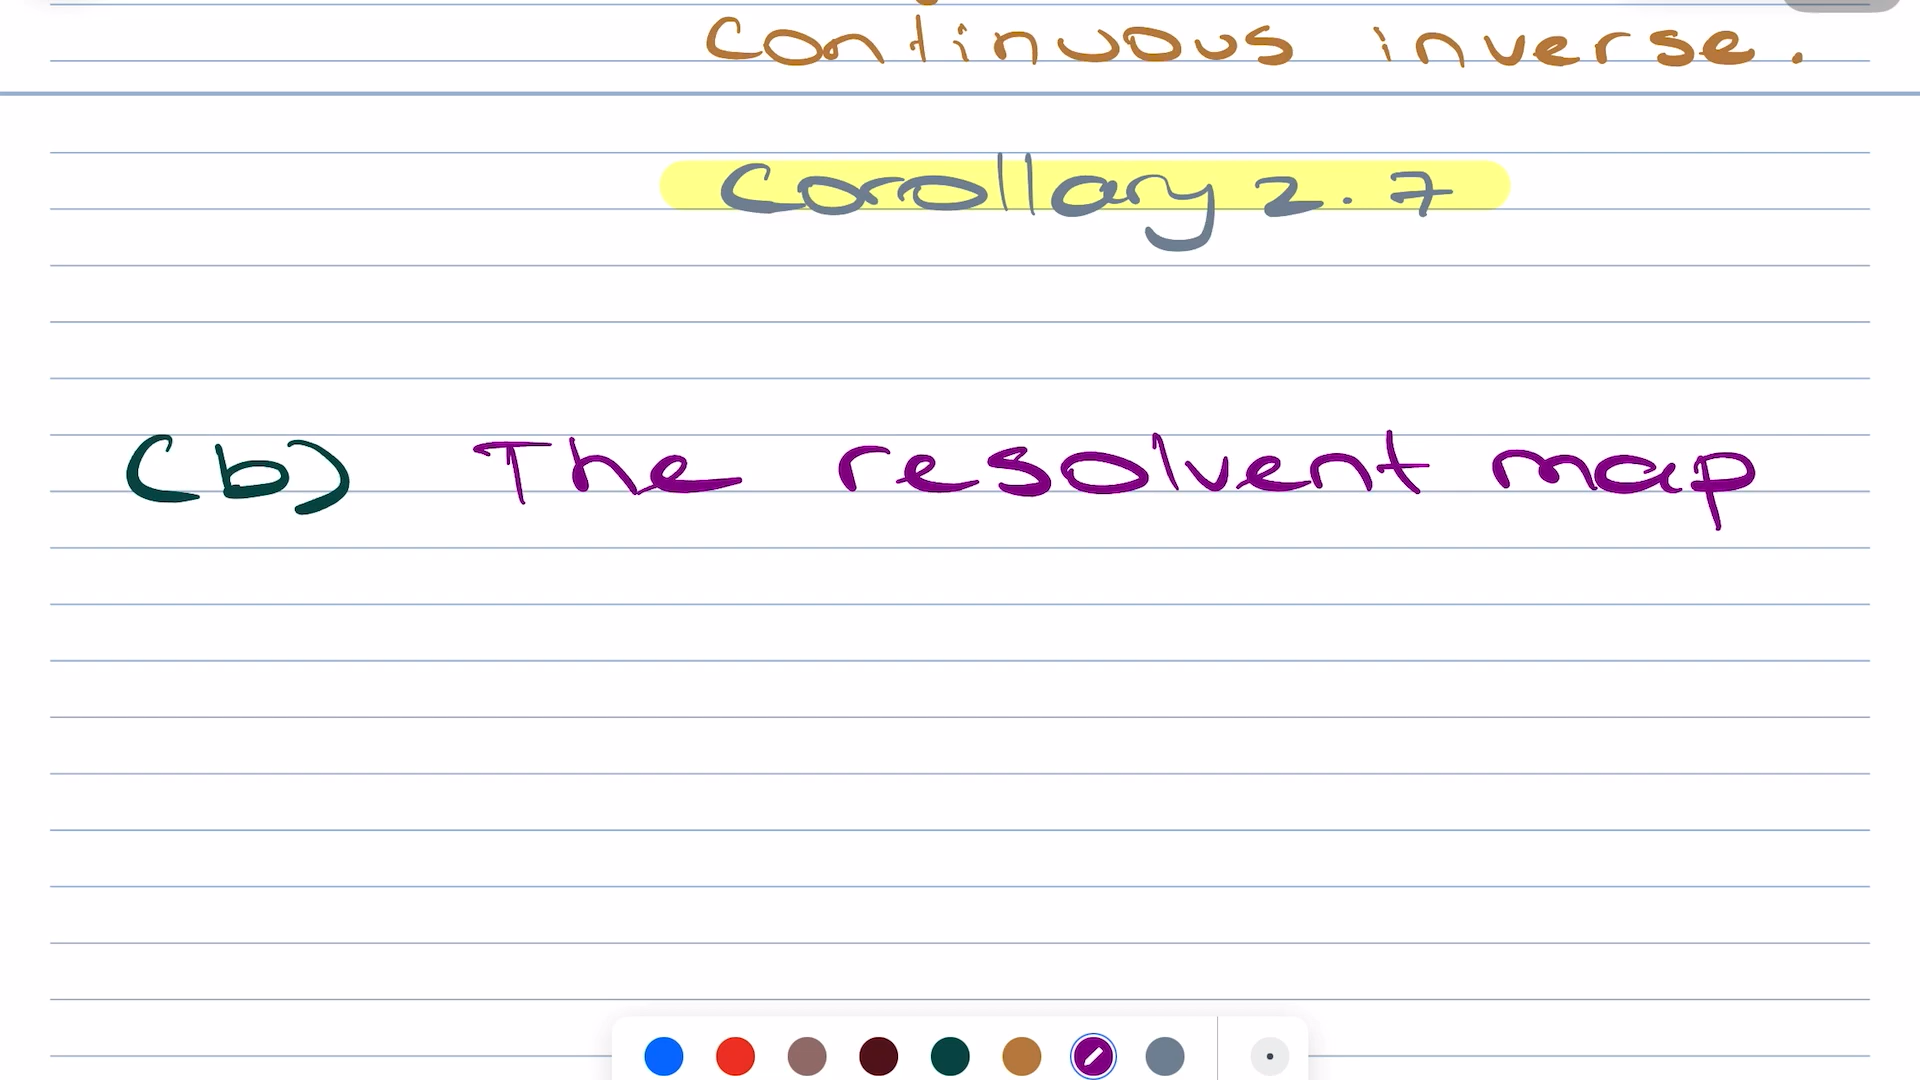 continuous inverse.
Corollary 2.7
(b) The resolvent map